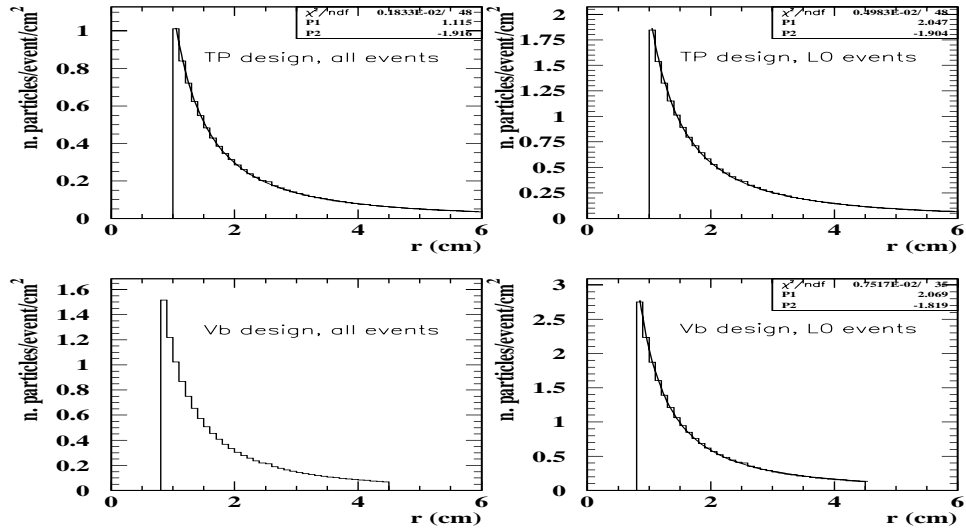 χ²/ndf 0.1833E-02/ 48
P1 1.115
P2 -1.916
TP design, all events
n. particles/event/cm²
1
0.8
0.6
0.4
0.2
0
0 2 4 6
r (cm)
χ²/ndf 0.4983E-02/ 48
P1 2.047
P2 -1.904
TP design, L0 events
n. particles/event/cm²
2
1.75
1.5
1.25
1
0.75
0.5
0.25
0
0 2 4 6
r (cm)
Vb design, all events
n. particles/event/cm²
1.6
1.4
1.2
1
0.8
0.6
0.4
0.2
0
0 2 4 6
r (cm)
χ²/ndf 0.7517E-02/ 35
P1 2.069
P2 -1.819
Vb design, L0 events
n. particles/event/cm²
3
2.5
2
1.5
1
0.5
0
0 2 4 6
r (cm)